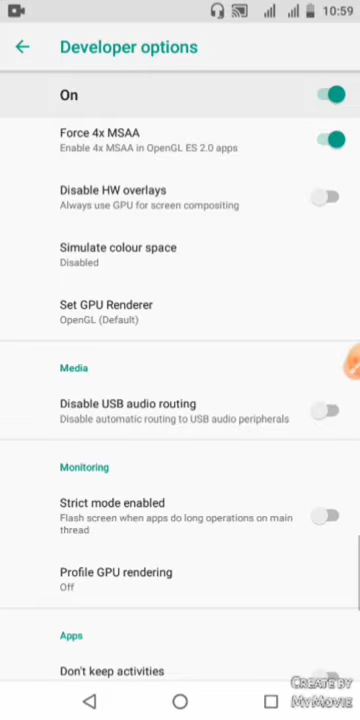 10:59
Developer options
On
Force 4x MSAA
Enable 4x MSAA in OpenGL ES 2.0 apps
Disable HW overlays
Always use GPU for screen compositing
Simulate colour space
Disabled
Set GPU Renderer
OpenGL (Default)
Media
Disable USB audio routing
Disable automatic routing to USB audio peripherals
Monitoring
Strict mode enabled
Flash screen when apps do long operations on main
thread
Profile GPU rendering
Off
Apps
Don't keep activities
CREATE BY
MYMOVIE